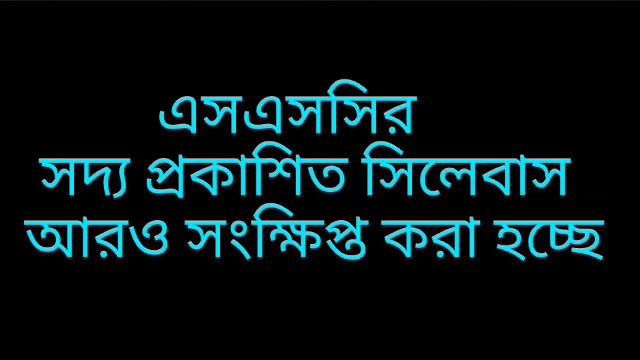 এসএসসির
সদ্য প্রকাশিত সিলেবাস
আরও সংক্ষিপ্ত করা হচ্ছে